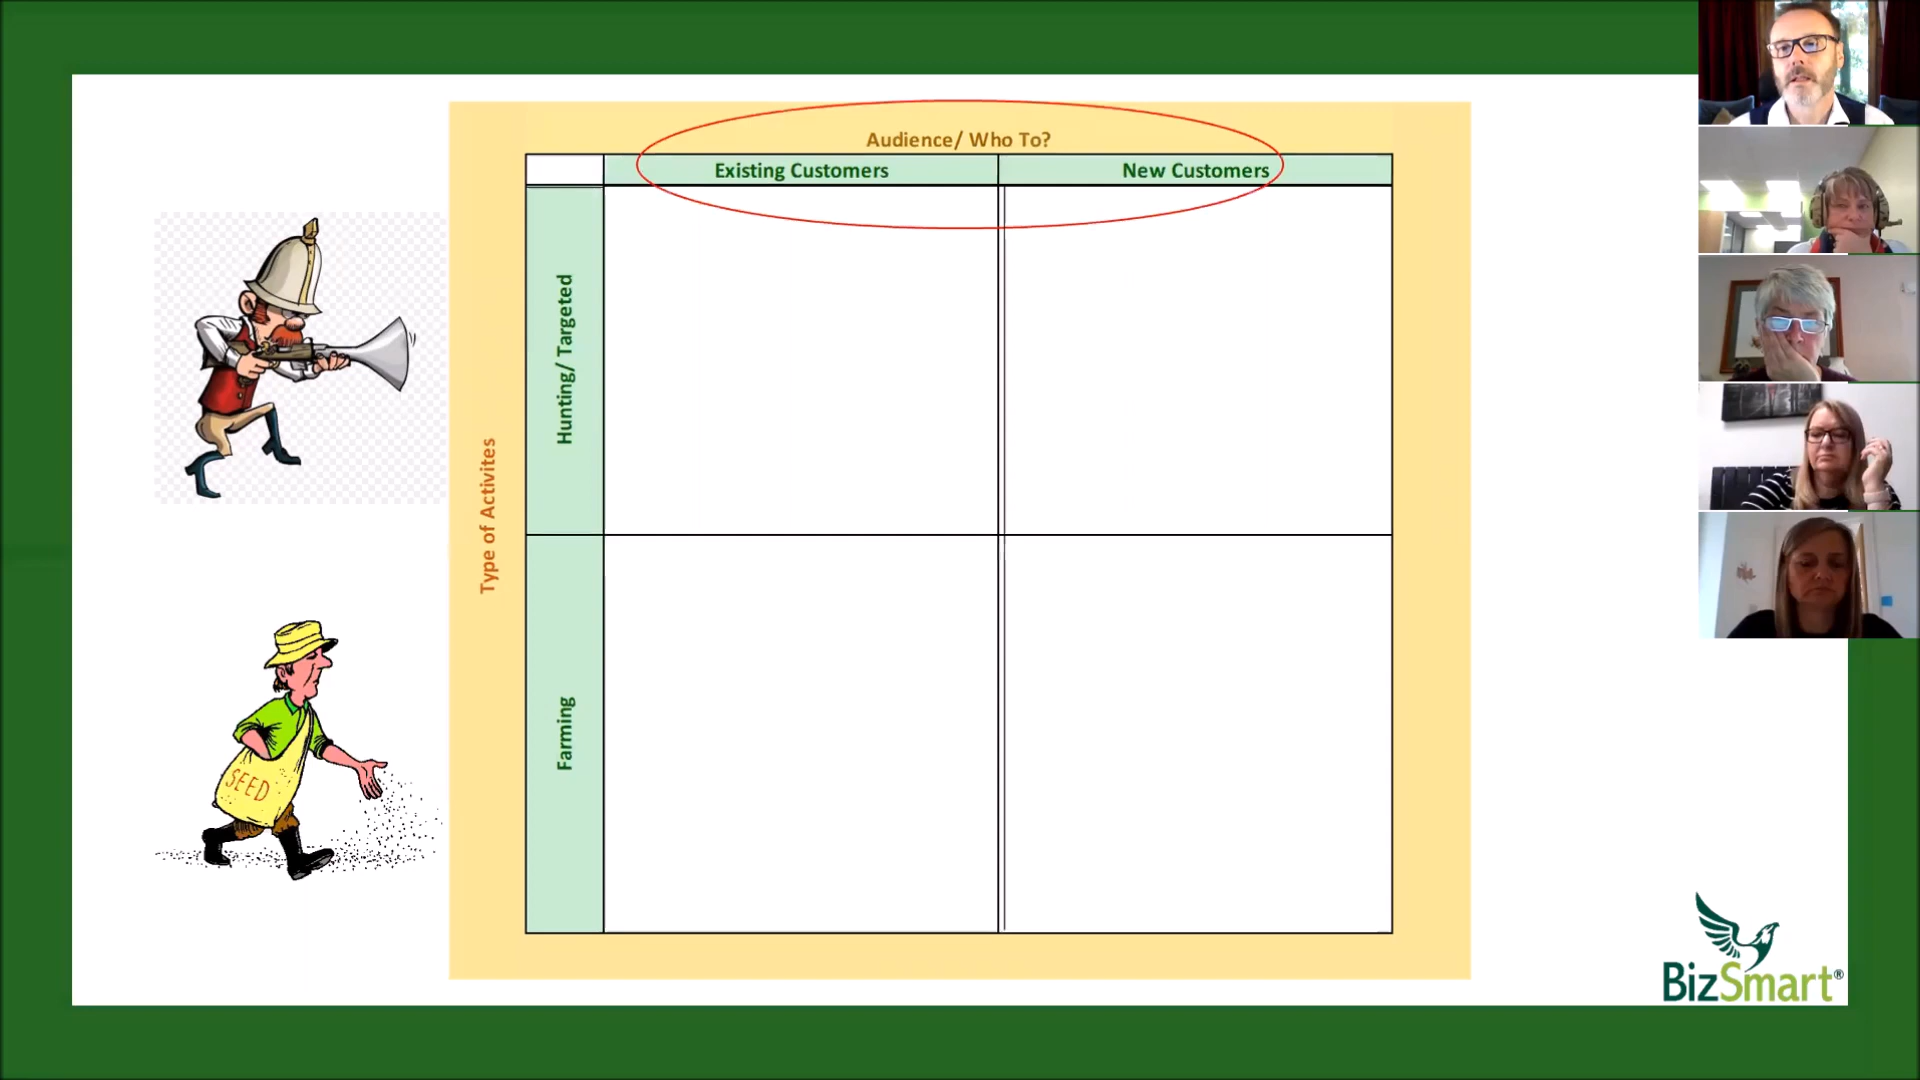 Audience/ Who To?
Existing Customers
New Customers
Hunting/ Targeted
Type of Activites
Farming
SEED
BizSmart®